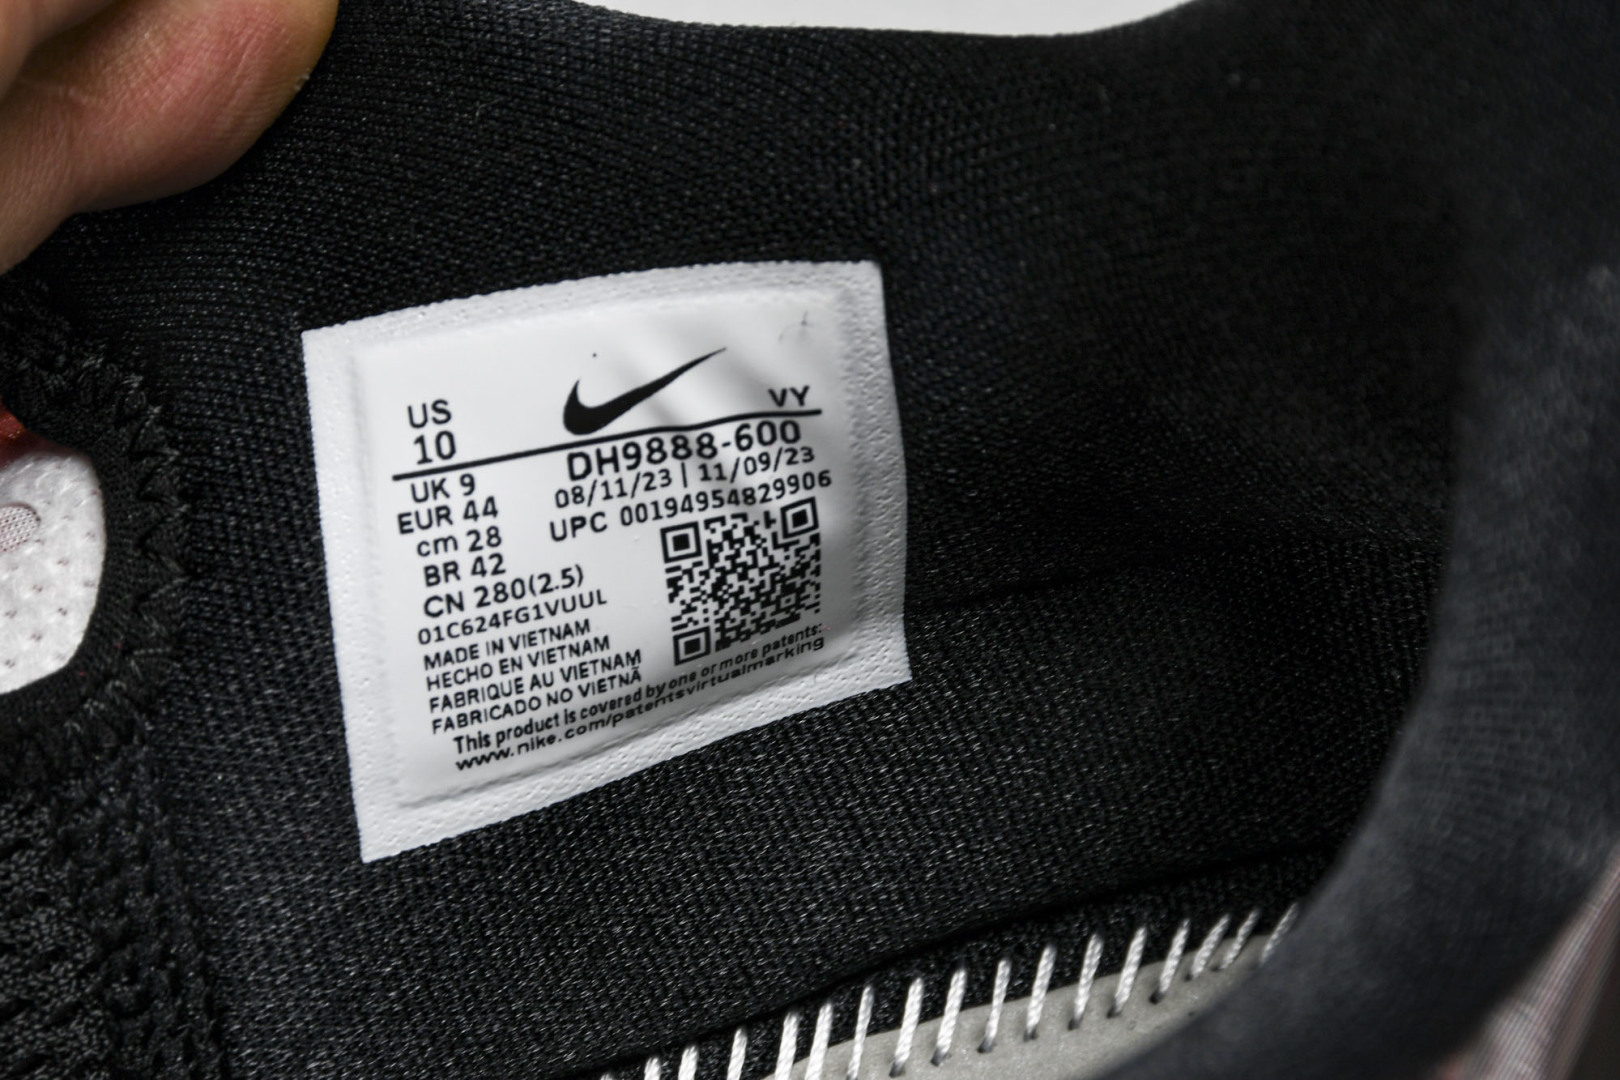 US
10
VY
UK 9
EUR 44
cm 28
BR 42
CN 280(2.5)
DH9888-600
08/11/23 | 11/09/23
UPC 00194954829906
01C624FG1VUUL
MADE IN VIETNAM
HECHO EN VIETNAM
FABRIQUE AU VIETNAM
FABRICADO NO VIETNÃ
This product is covered by one or more patents:
www.nike.com/patentsvirtualmarking